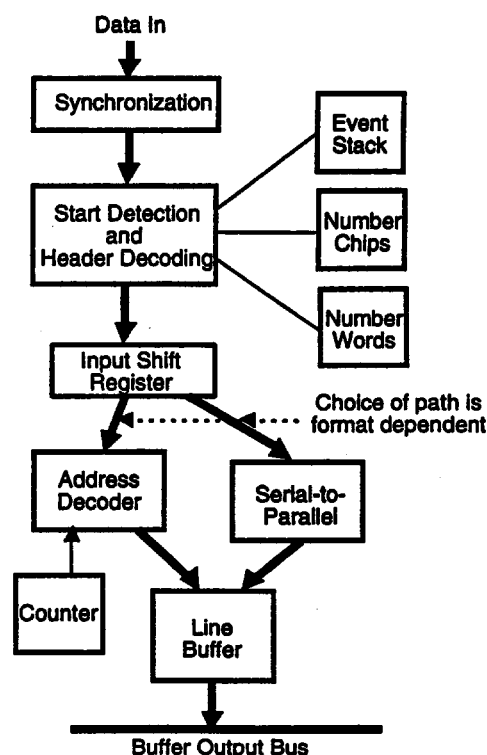 Data In
Synchronization
Event
Stack
Start Detection
and
Header Decoding
Number
Chips
Number
Words
Input Shift
Register
Choice of path is
format dependent
Address
Decoder
Serial-to-
Parallel
Counter
Line
Buffer
Buffer Output Bus